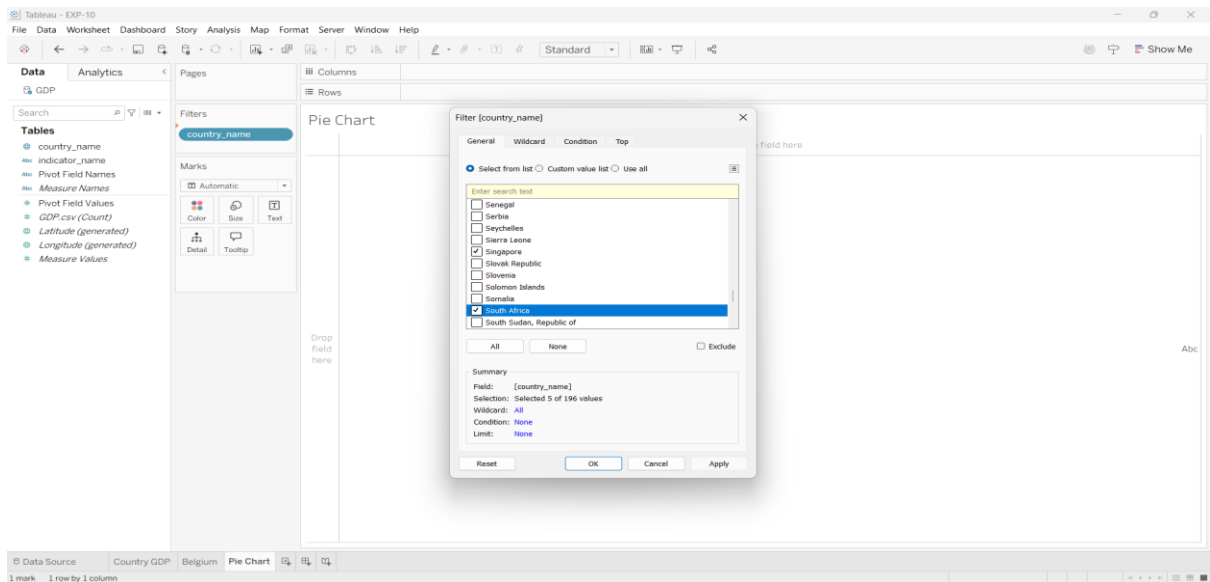 Tableau - EXP-10
File Data Worksheet Dashboard Story Analysis Map Format Server Window Help
Standard
Show Me
Data Analytics
GDP
Search
Tables
country_name
Abc indicator_name
Abc Pivot Field Names
Abc Measure Names
# Pivot Field Values
# GDP.csv (Count)
Latitude (generated)
Longitude (generated)
# Measure Values
Pages
Filters
country_name
Marks
Automatic
Color Size Text
Detail Tooltip
Columns
Rows
Pie Chart
field here
Drop
field
here
Abc
Filter [country_name]
General Wildcard Condition Top
Select from list Custom value list Use all
Enter search text
Senegal
Serbia
Seychelles
Sierra Leone
Singapore
Slovak Republic
Slovenia
Solomon Islands
Somalia
South Africa
South Sudan, Republic of
All None Exclude
Summary
Field: [country_name]
Selection: Selected 5 of 196 values
Wildcard: All
Condition: None
Limit: None
Reset OK Cancel Apply
Data Source Country GDP Belgium Pie Chart
1 mark 1 row by 1 column